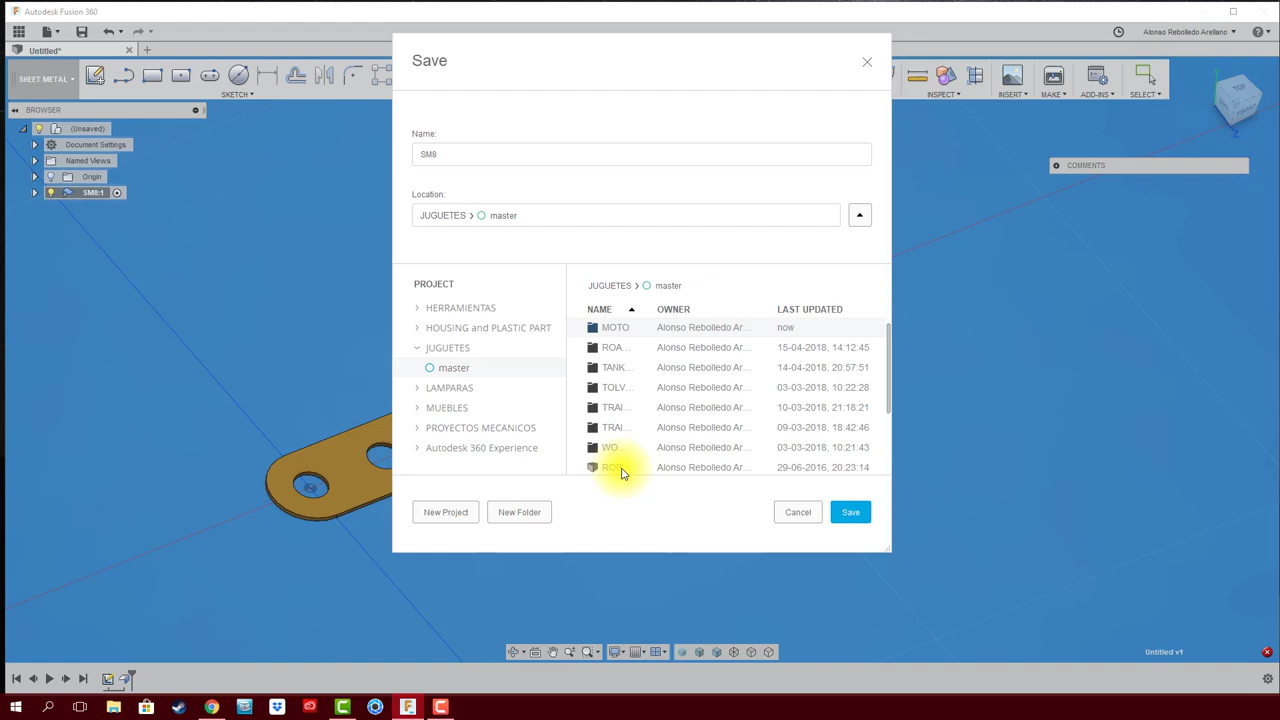 Autodesk Fusion 360
Alonso Rebolledo Arellano
Untitled*
SHEET METAL
SKETCH
INSPECT
INSERT
MAKE
ADD-INS
SELECT
TOP
FRONT
Z
BROWSER
(Unsaved)
Document Settings
Named Views
Origin
SM8:1
COMMENTS
Save
Name:
SM8
Location:
JUGUETES > master
PROJECT
HERRAMIENTAS
HOUSING and PLASTIC PART
JUGUETES
master
LAMPARAS
MUEBLES
PROYECTOS MECANICOS
Autodesk 360 Experience
JUGUETES > master
NAME OWNER LAST UPDATED
MOTO Alonso Rebolledo Ar... now
ROA... Alonso Rebolledo Ar... 15-04-2018, 14:12:45
TANK... Alonso Rebolledo Ar... 14-04-2018, 20:57:51
TOLV... Alonso Rebolledo Ar... 03-03-2018, 10:22:28
TRAI... Alonso Rebolledo Ar... 10-03-2018, 21:18:21
TRAI... Alonso Rebolledo Ar... 09-03-2018, 18:42:46
WO... Alonso Rebolledo Ar... 03-03-2018, 10:21:43
Alonso Rebolledo Ar... 29-06-2016, 20:23:14
New Project New Folder Cancel Save
Untitled v1